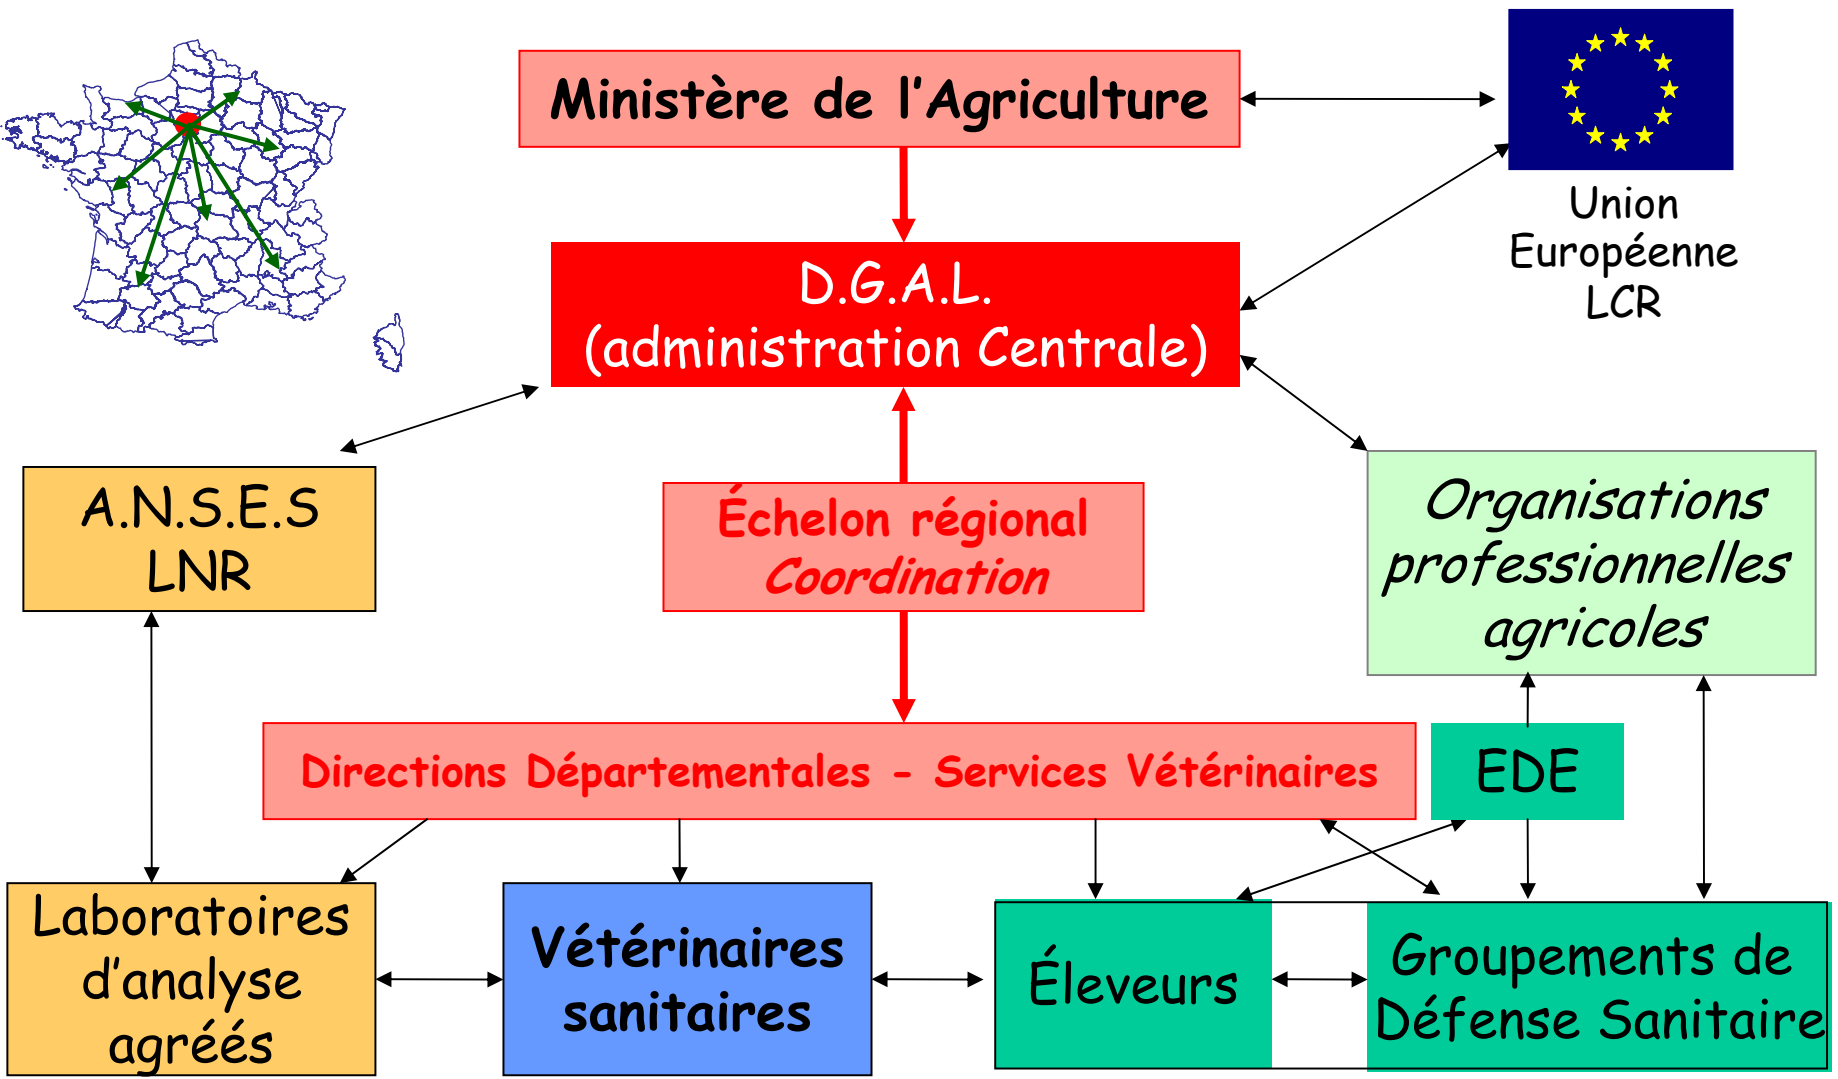 Ministère de l'Agriculture
Union
Européenne
LCR
D.G.A.L.
(administration Centrale)
A.N.S.E.S
LNR
Échelon régional
Coordination
Organisations
professionnelles
agricoles
Directions Départementales - Services Vétérinaires
EDE
Laboratoires
d'analyse
agréés
Vétérinaires
sanitaires
Éleveurs
Groupements de
Défense Sanitaire